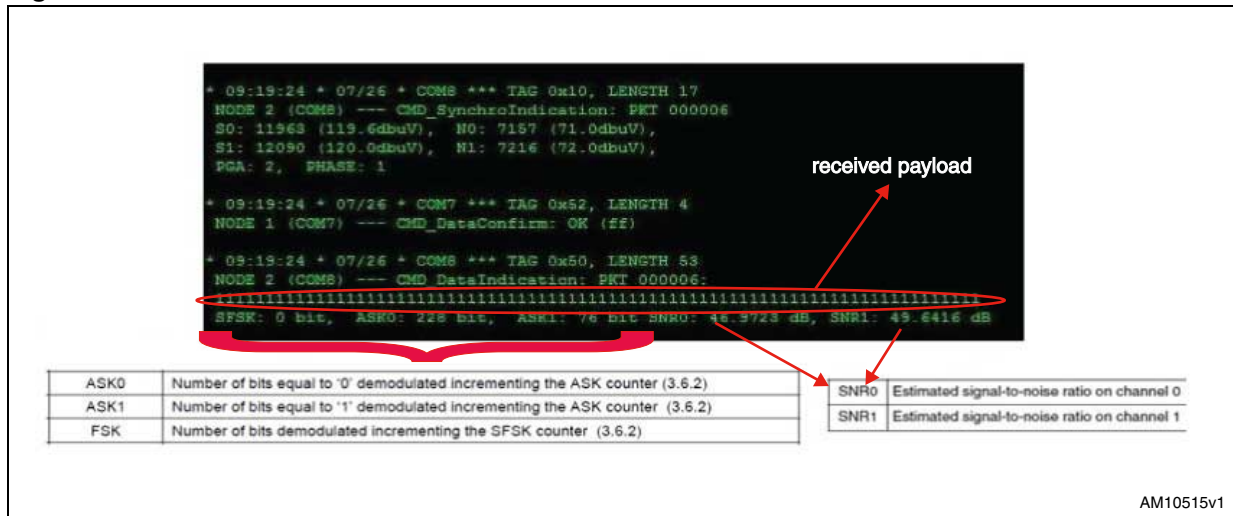 * 09:19:24 * 07/26 * COM8 *** TAG 0x10, LENGTH 17
NODE 2 (COM8) --- CMD_SynchroIndication: PKT 000006
S0: 11963 (119.6dbuV), N0: 7157 (71.0dbuV),
S1: 12090 (120.0dbuV), N1: 7216 (72.0dbuV),
PGA: 2, PHASE: 1
received payload
* 09:19:24 * 07/26 * COM7 *** TAG 0x52, LENGTH 4
NODE 1 (COM7) --- CMD_DataConfirm: OK (ff)
* 09:19:24 * 07/26 * COM8 *** TAG 0x50, LENGTH 53
NODE 2 (COM8) --- CMD_DataIndication: PKT 000006:
SFSK: 0 bit, ASK0: 228 bit, ASK1: 76 bit SNR0: 46.9723 dB, SNR1: 49.6416 dB
ASK0 Number of bits equal to '0' demodulated incrementing the ASK counter (3.6.2)
ASK1 Number of bits equal to '1' demodulated incrementing the ASK counter (3.6.2)
FSK Number of bits demodulated incrementing the SFSK counter (3.6.2)
SNR0 Estimated signal-to-noise ratio on channel 0
SNR1 Estimated signal-to-noise ratio on channel 1
AM10515v1